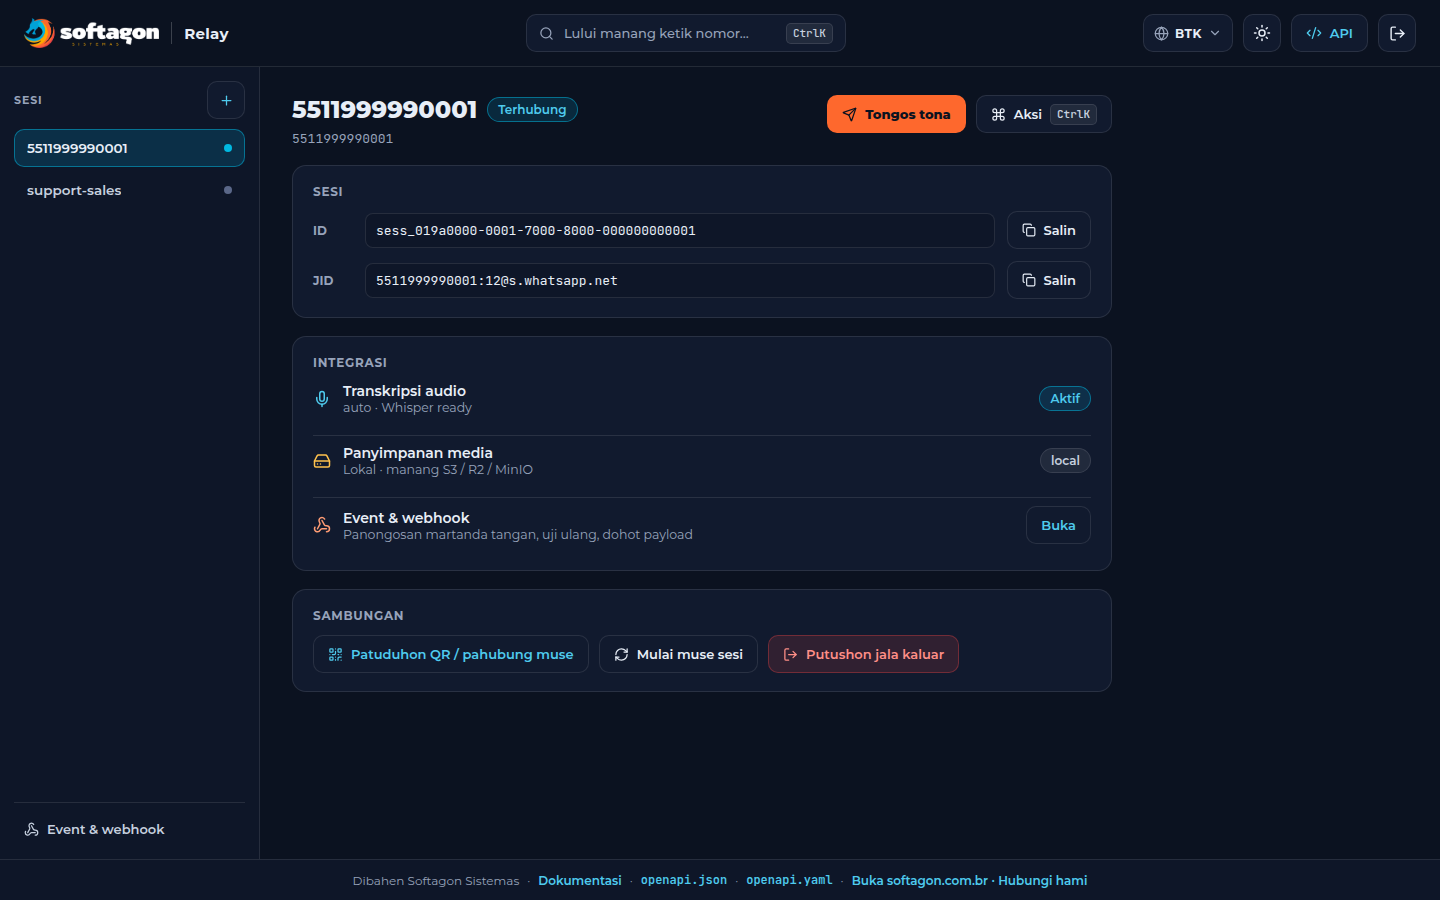 softagon
SISTEMAS
Relay
Lului manang ketik nomor...
CtrlK
BTK
API
SESI
5511999990001
support-sales
Event & webhook
5511999990001
Terhubung
5511999990001
Tongos tona
Aksi
CtrlK
SESI
ID
sess_019a0000-0001-7000-8000-000000000001
Salin
JID
5511999990001:12@s.whatsapp.net
Salin
INTEGRASI
Transkripsi audio
auto · Whisper ready
Aktif
Panyimpanan media
Lokal · manang S3 / R2 / MinIO
local
Event & webhook
Panongosan martanda tangan, uji ulang, dohot payload
Buka
SAMBUNGAN
Patuduhon QR / pahubung muse
Mulai muse sesi
Putushon jala kaluar
Dibahen Softagon Sistemas · Dokumentasi · openapi.json · openapi.yaml · Buka softagon.com.br · Hubungi hami